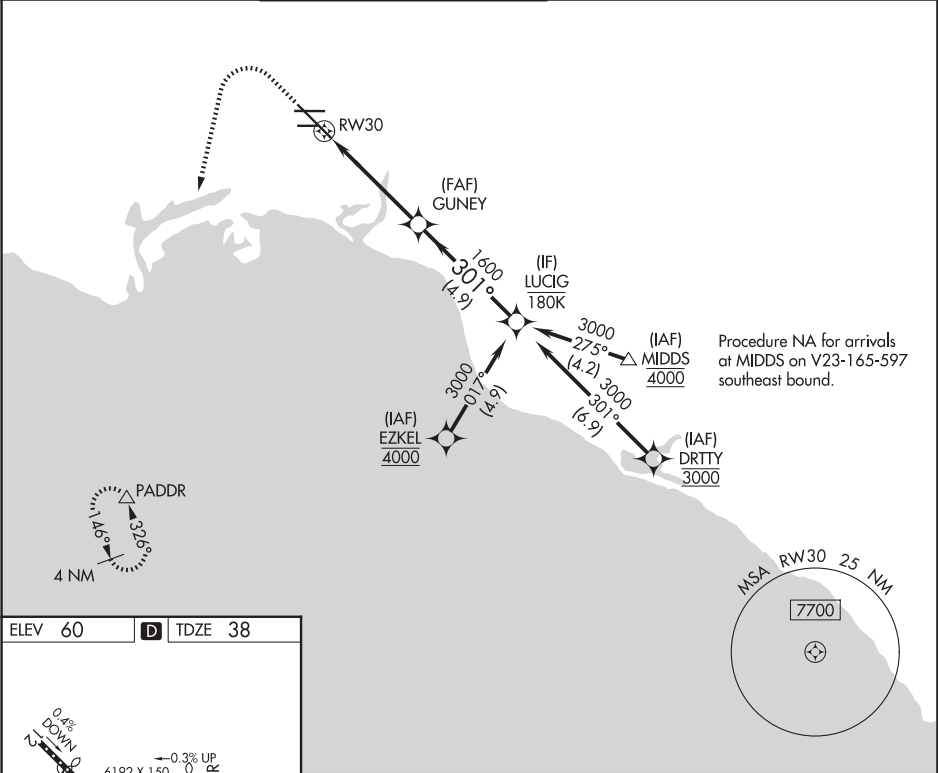 RW30
(FAF)
GUNEY
1600
301°
(4.9)
(IF)
LUCIG
180K
3000
275°
(4.2)
(IAF)
MIDDS
4000
Procedure NA for arrivals
at MIDDS on V23-165-597
southeast bound.
3000
017°
(4.9)
3000
301°
(6.9)
(IAF)
EZKEL
4000
(IAF)
DRTTY
3000
PADDR
146°
326°
4 NM
MSA RW30 25 NM
7700
ELEV 60 D TDZE 38
0.4%
DOWN
12
0.3% UP
6192 X 150
R